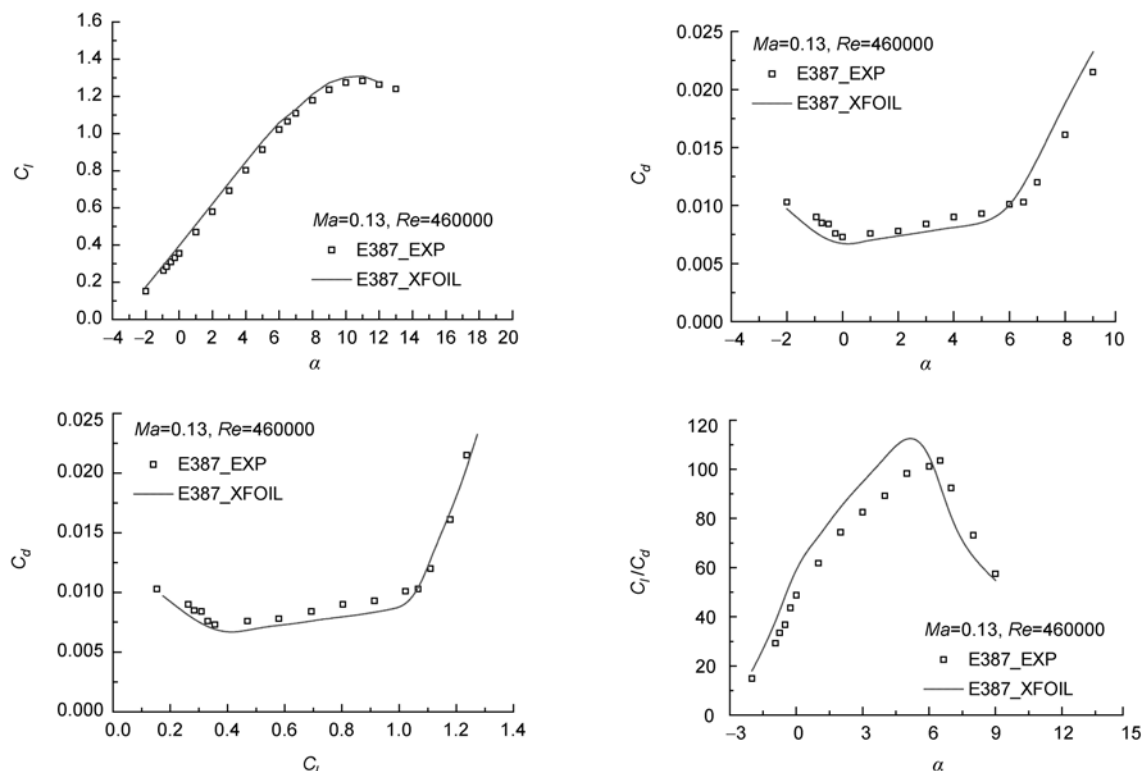 1.6
1.4
1.2
1.0
0.8
0.6
0.4
0.2
0.0
C_l
Ma=0.13, Re=460000
E387_EXP
E387_XFOIL
−4 −2 0 2 4 6 8 10 12 14 16 18 20
α
0.025
0.020
0.015
0.010
0.005
0.000
C_d
Ma=0.13, Re=460000
E387_EXP
E387_XFOIL
−4 −2 0 2 4 6 8 10
α
0.025
0.020
0.015
0.010
0.005
0.000
C_d
Ma=0.13, Re=460000
E387_EXP
E387_XFOIL
0.0 0.2 0.4 0.6 0.8 1.0 1.2 1.4
C_l
120
100
80
60
40
20
0
C_l/C_d
Ma=0.13, Re=460000
E387_EXP
E387_XFOIL
−3 0 3 6 9 12 15
α